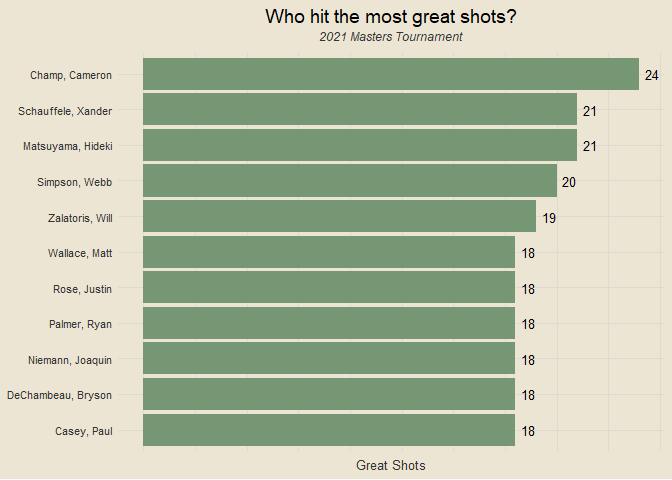 Who hit the most great shots?
2021 Masters Tournament
Champ, Cameron 24
Schauffele, Xander 21
Matsuyama, Hideki 21
Simpson, Webb 20
Zalatoris, Will 19
Wallace, Matt 18
Rose, Justin 18
Palmer, Ryan 18
Niemann, Joaquin 18
DeChambeau, Bryson 18
Casey, Paul 18
Great Shots